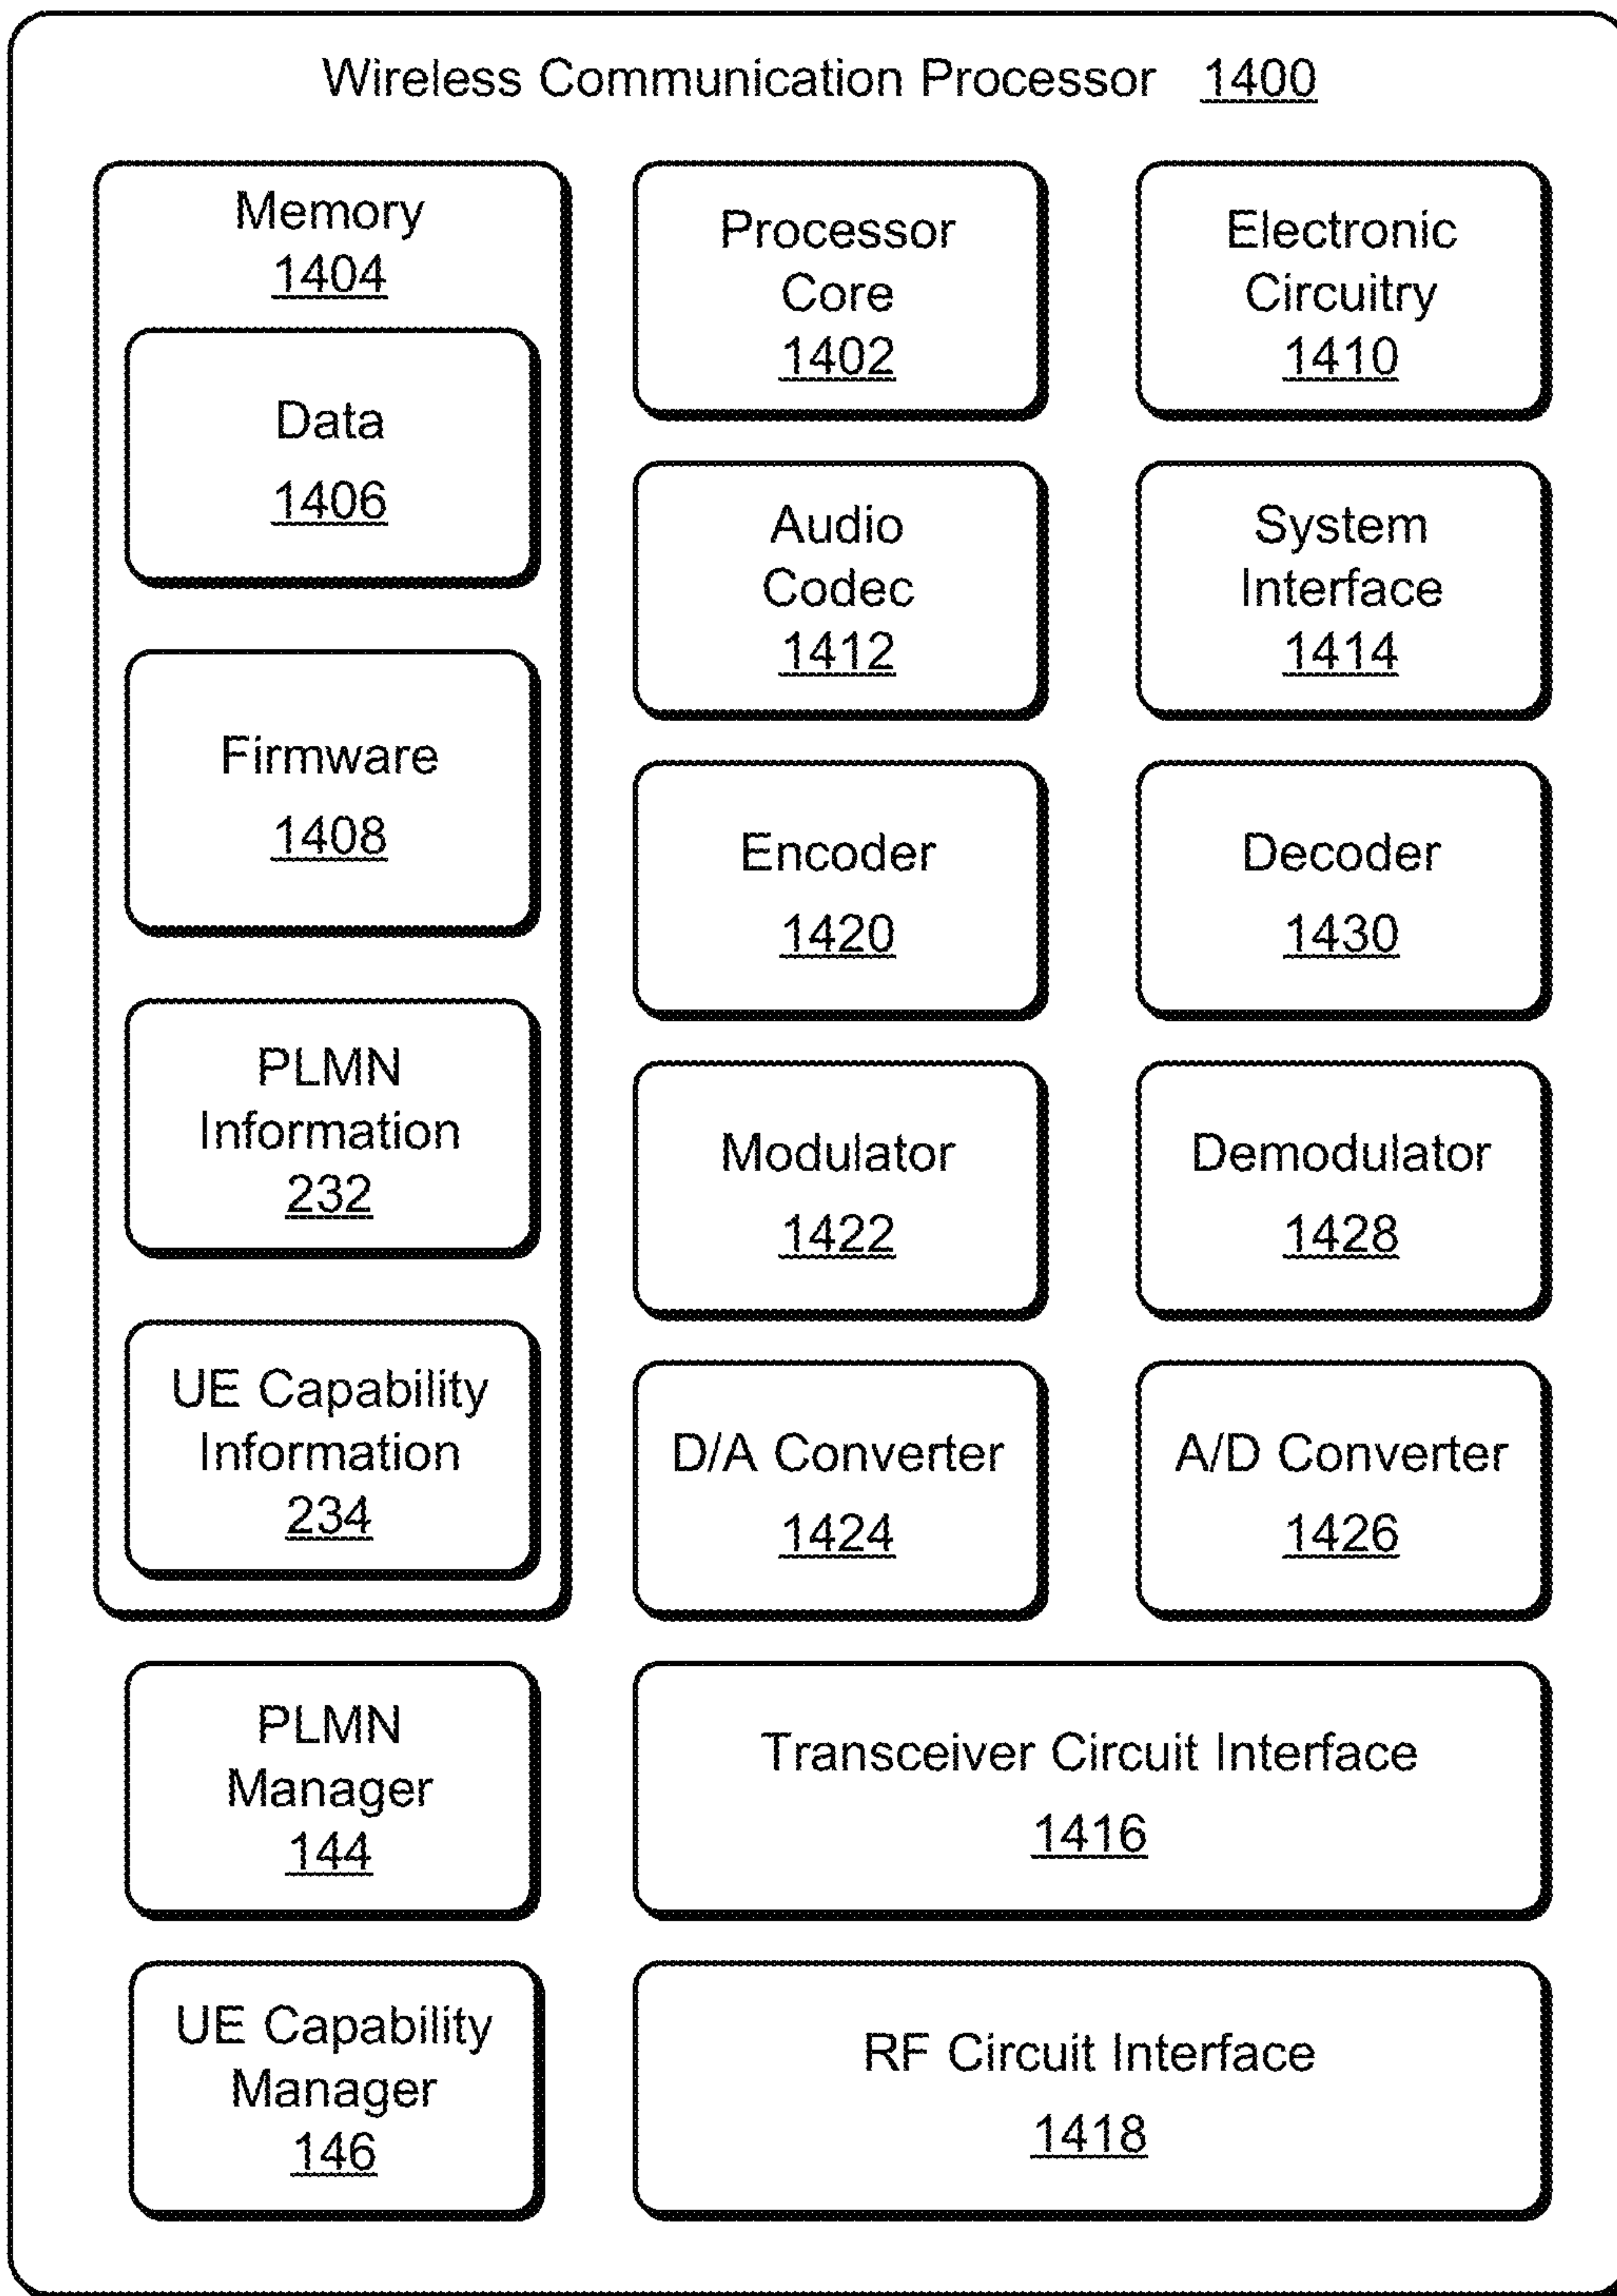 Wireless Communication Processor 1400
Memory
1404
Data
1406
Firmware
1408
PLMN
Information
232
UE Capability
Information
234
PLMN
Manager
144
UE Capability
Manager
146
Processor
Core
1402
Electronic
Circuitry
1410
Audio
Codec
1412
System
Interface
1414
Encoder
1420
Decoder
1430
Modulator
1422
Demodulator
1428
D/A Converter
1424
A/D Converter
1426
Transceiver Circuit Interface
1416
RF Circuit Interface
1418